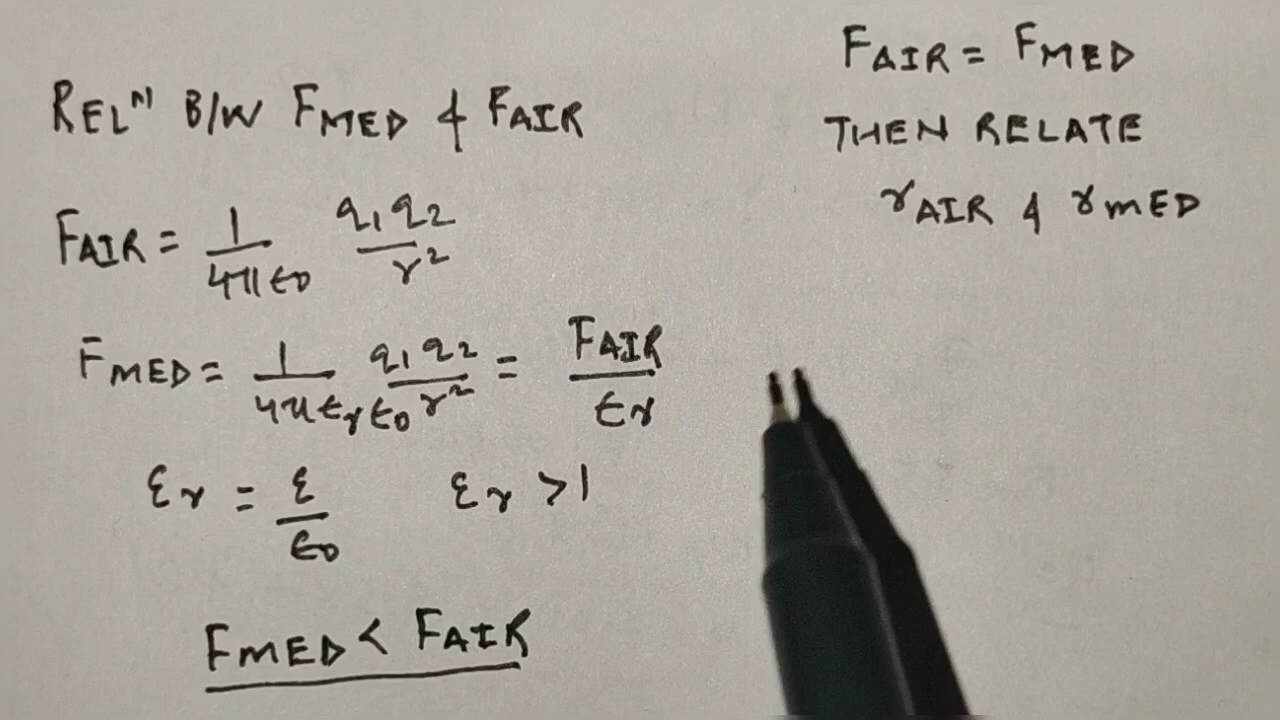 RELⁿ B/W FMED & FAIR
FAIR = 1/4πε0 q1q2/r²
FMED = 1/4πεrε0 q1q2/r² = FAIR/εr
εr = ε/ε0 εr > 1
FMED < FAIR
FAIR = FMED
THEN RELATE
rAIR & rMED